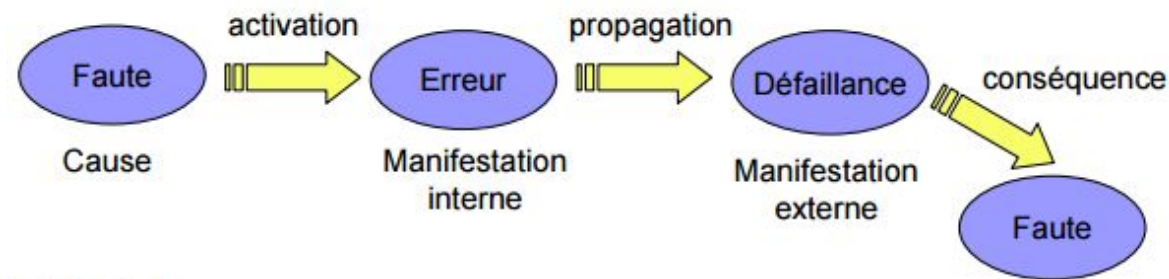 activation
propagation
Faute
Erreur
Défaillance
conséquence
Cause
Manifestation
interne
Manifestation
externe
Faute